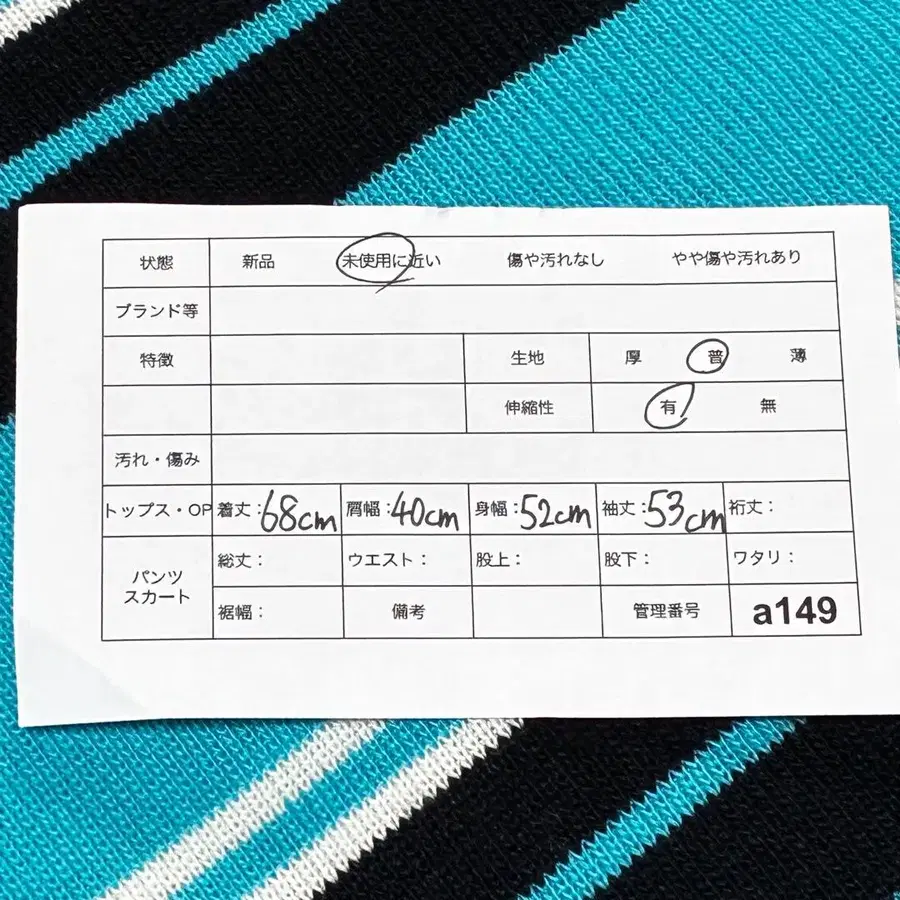 状態 新品 未使用に近い 傷や汚れなし やや傷や汚れあり
ブランド等
特徴 生地 厚 普 薄
伸縮性 有 無
汚れ・傷み
トップス・OP 着丈:68cm 肩幅:40cm 身幅:52cm 袖丈:53cm 裄丈:
パンツ
スカート
総丈: ウエスト: 股上: 股下: ワタリ:
裾幅: 備考 管理番号 a149